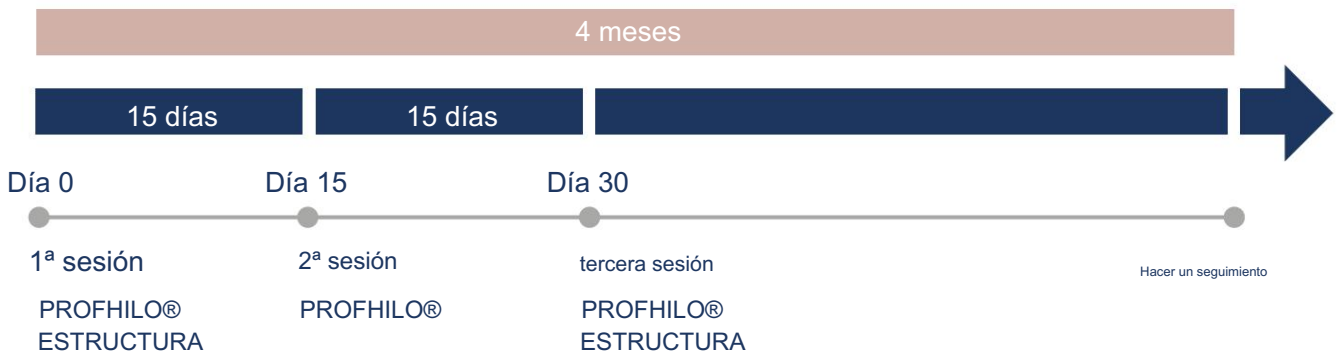 4 meses
15 días 15 días
Día 0 Día 15 Día 30
1ª sesión 2ª sesión tercera sesión Hacer un seguimiento
PROFHILO® PROFHILO® PROFHILO®
ESTRUCTURA ESTRUCTURA